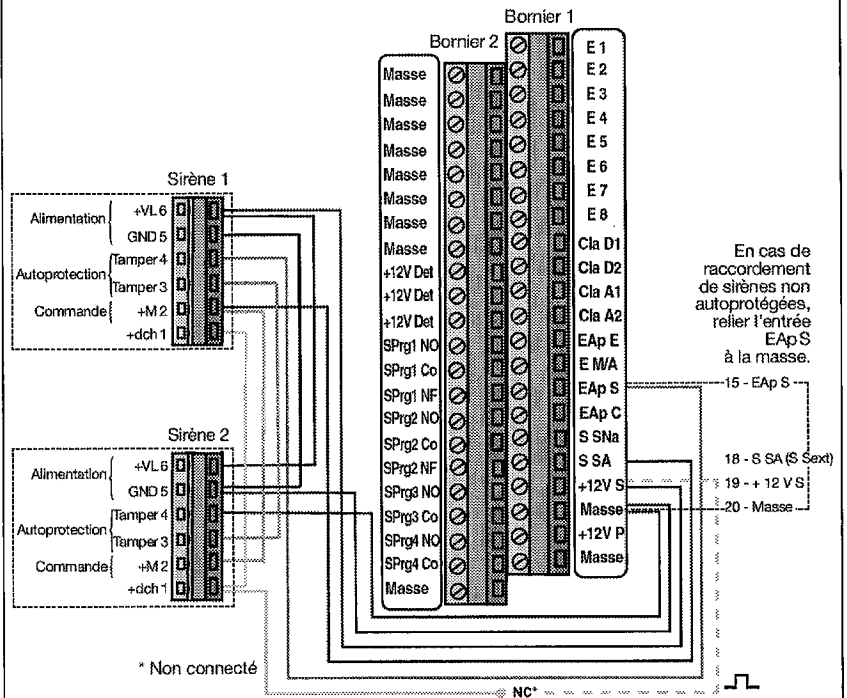 Bornier 1
Bornier 2
Masse
Masse
Masse
Masse
Masse
Masse
Masse
Masse
+12V Det
+12V Det
+12V Det
SPrg1 NO
SPrg1 Co
SPrg1 NF
SPrg2 NO
SPrg2 Co
SPrg2 NF
SPrg3 NO
SPrg3 Co
SPrg4 NO
SPrg4 Co
Masse
E 1
E 2
E 3
E 4
E 5
E 6
E 7
E 8
Cla D1
Cla D2
Cla A1
Cla A2
EAp E
E M/A
EAp S
EAp C
S SNa
S SA
+12V S
Masse
+12V P
Masse
Sirène 1
Alimentation
+VL 6
GND 5
Autoprotection
Tamper 4
Tamper 3
Commande
+M 2
+dch 1
Sirène 2
Alimentation
+VL 6
GND 5
Autoprotection
Tamper 4
Tamper 3
Commande
+M 2
+dch 1
En cas de
raccordement
de sirènes non
autoprotégées,
relier l'entrée
EAp S
à la masse.
15 - EAp S
18 - S SA (S Sext)
19 - + 12 V S
20 - Masse
* Non connecté
NC*